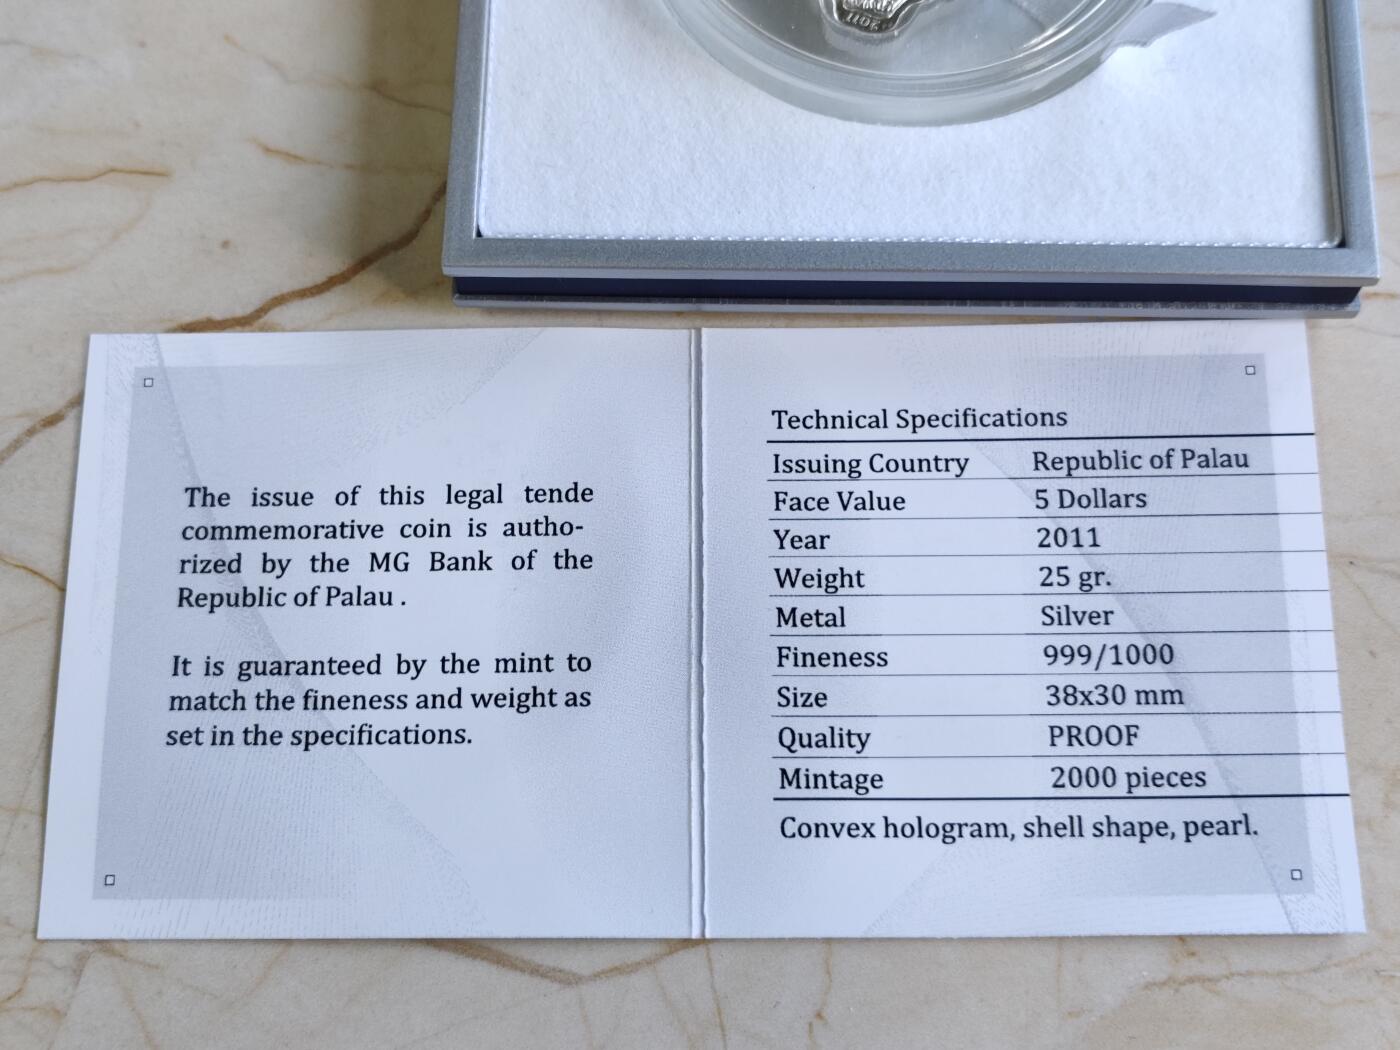 2011
The issue of this legal tende
commemorative coin is autho-
rized by the MG Bank of the
Republic of Palau .
It is guaranteed by the mint to
match the fineness and weight as
set in the specifications.
Technical Specifications
Issuing Country Republic of Palau
Face Value 5 Dollars
Year 2011
Weight 25 gr.
Metal Silver
Fineness 999/1000
Size 38x30 mm
Quality PROOF
Mintage 2000 pieces
Convex hologram, shell shape, pearl.